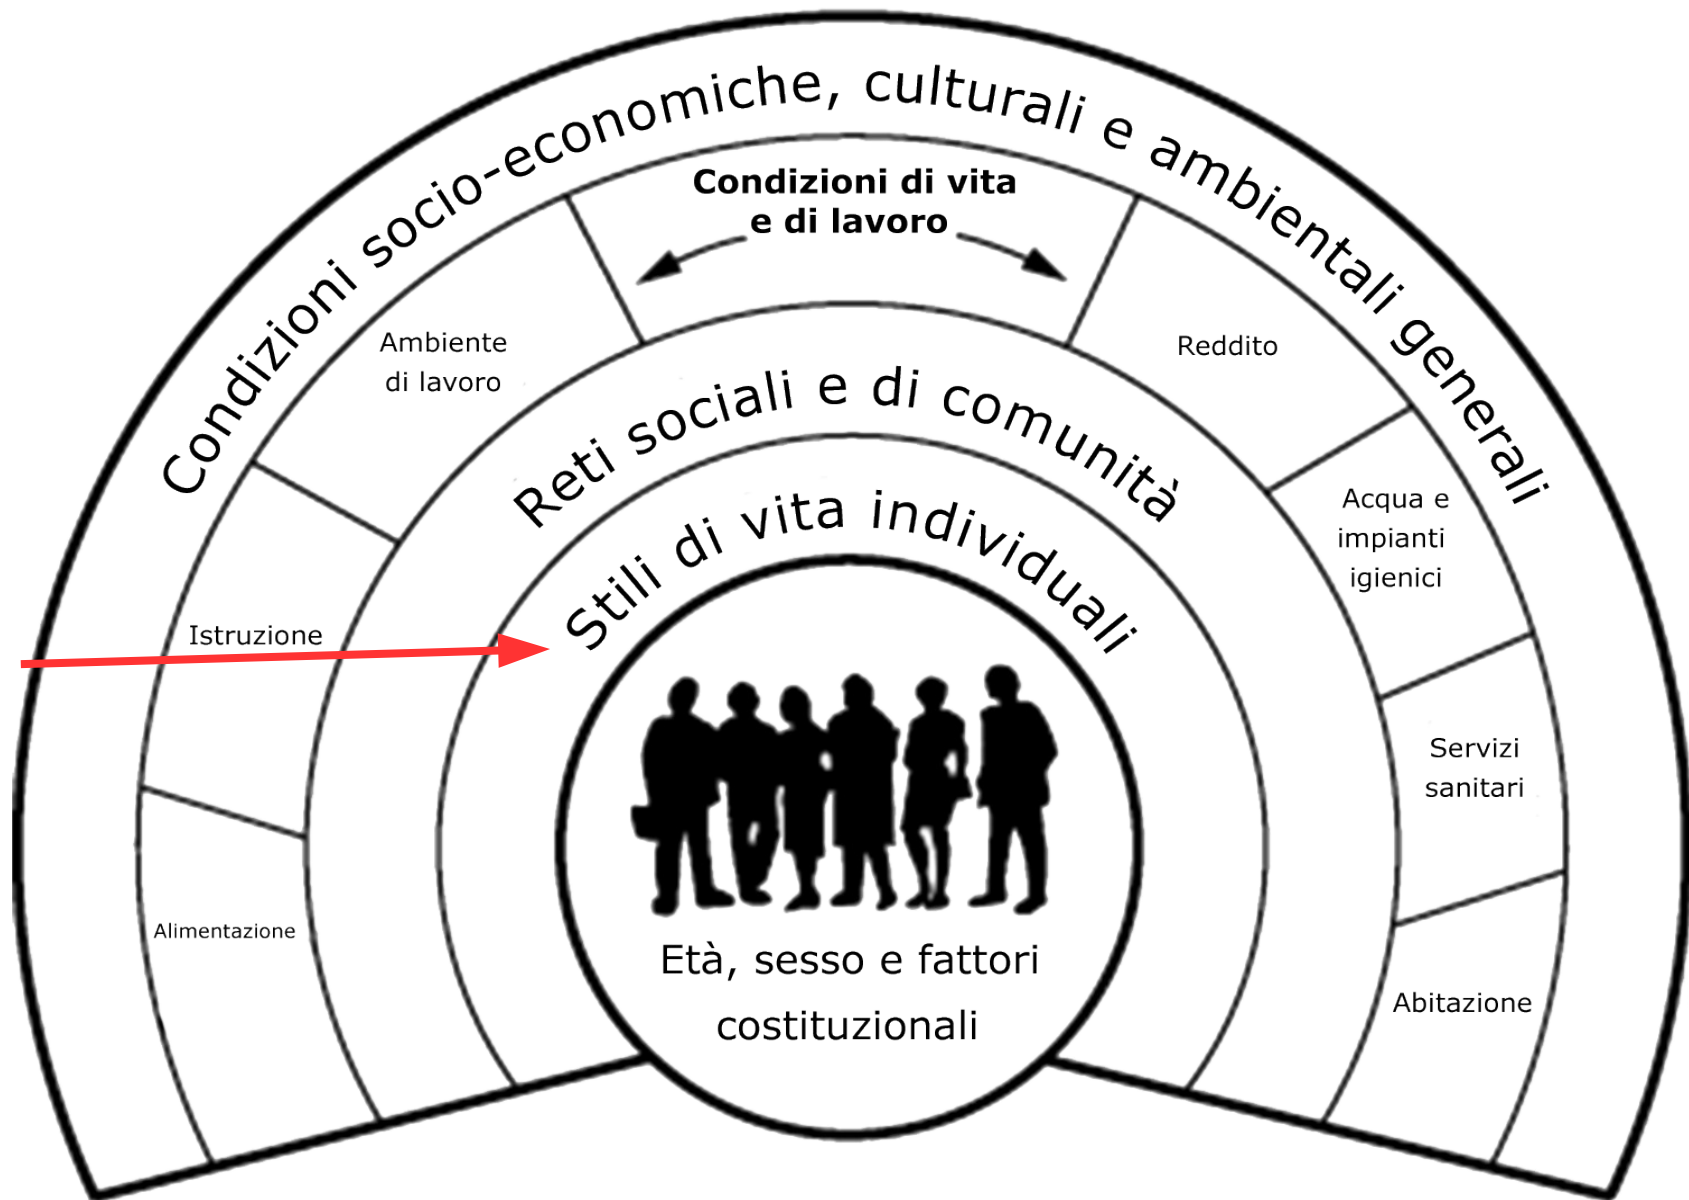 Condizioni socio-economiche, culturali e ambientali generali
Condizioni di vita
e di lavoro
Ambiente
di lavoro
Reddito
Reti sociali e di comunità
Acqua e
impianti
igienici
Stili di vita individuali
Istruzione
Servizi
sanitari
Alimentazione
Età, sesso e fattori
costituzionali
Abitazione